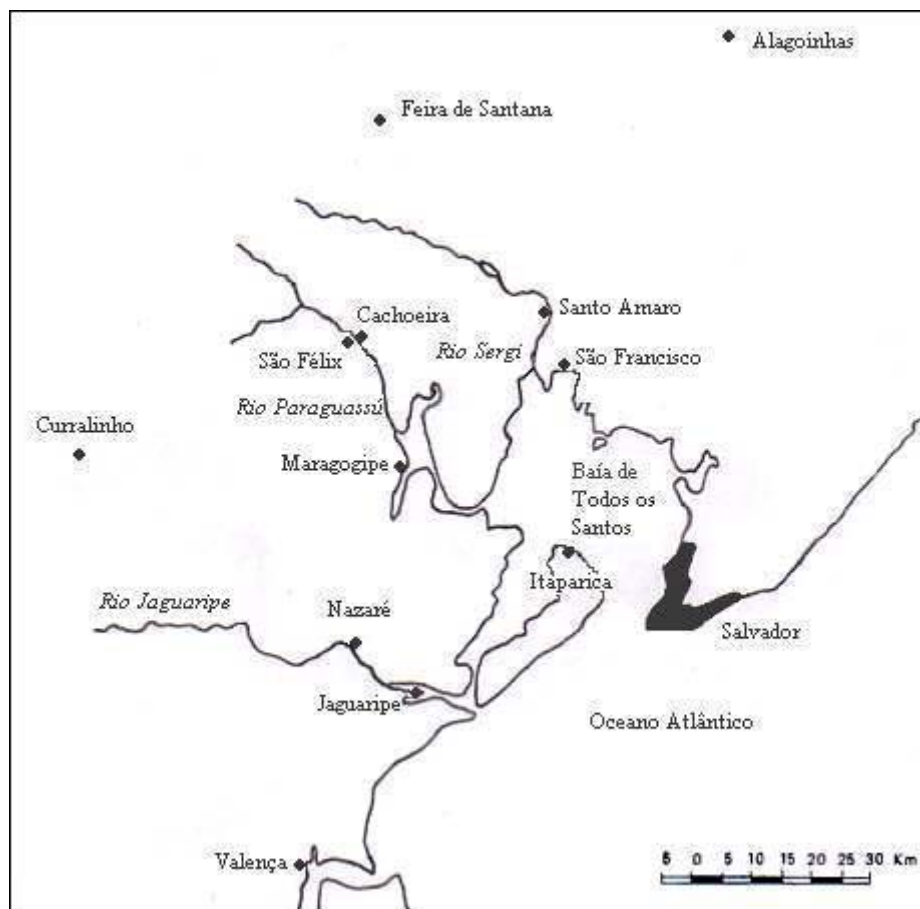 Alagoinhas
Feira de Santana
Santo Amaro
Cachoeira
Rio Sergi
São Félix
São Francisco
Rio Paraguassú
Curralinho
Maragogipe
Baía de
Todos os
Santos
Itaparica
Rio Jaguaripe
Nazaré
Salvador
Jaguaripe
Oceano Atlântico
Valença
5 0 5 10 15 20 25 30 Km